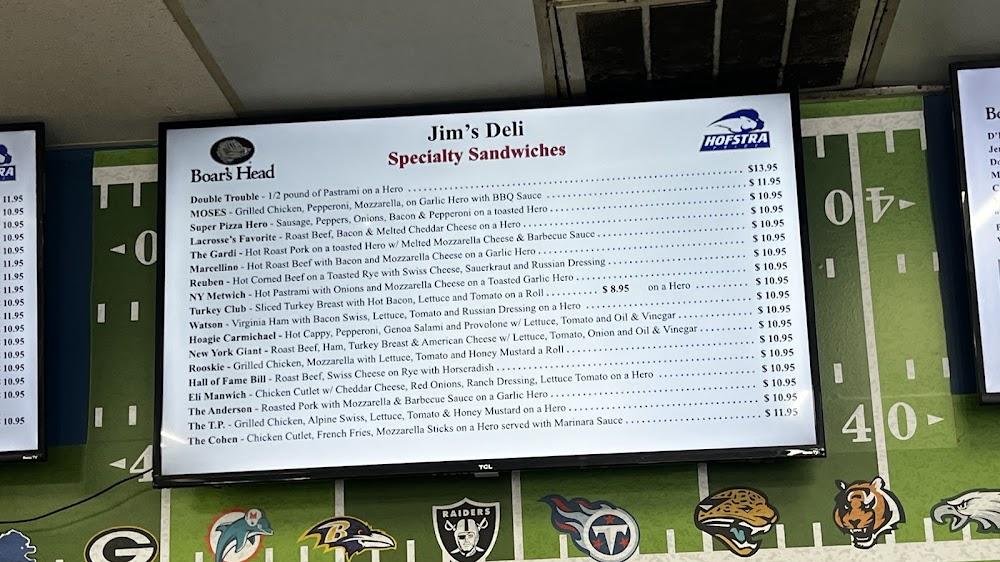 Jim's Deli
Specialty Sandwiches
Boar's Head
HOFSTRA
PRIDE
Double Trouble - 1/2 pound of Pastrami on a Hero $13.95
MOSES - Grilled Chicken, Pepperoni, Mozzarella, on Garlic Hero with BBQ Sauce $ 11.95
Super Pizza Hero - Sausage, Peppers, Onions, Bacon & Pepperoni on a toasted Hero $ 10.95
Lacrosse's Favorite - Roast Beef, Bacon & Melted Cheddar Cheese on a Hero $ 10.95
The Gardi - Hot Roast Pork on a toasted Hero w/ Melted Mozzarella Cheese & Barbecue Sauce $ 10.95
Marcellino - Hot Roast Beef with Bacon and Mozzarella Cheese on a Garlic Hero $ 10.95
Reuben - Hot Corned Beef on a Toasted Rye with Swiss Cheese, Sauerkraut and Russian Dressing $ 10.95
NY Metwich - Hot Pastrami with Onions and Mozzarella Cheese on a Toasted Garlic Hero $ 10.95
Turkey Club - Sliced Turkey Breast with Hot Bacon, Lettuce and Tomato on a Roll $ 8.95 on a Hero $ 10.95
Watson - Virginia Ham with Bacon Swiss, Lettuce, Tomato and Russian Dressing on a Hero $ 10.95
Hoagie Carmichael - Hot Cappy, Pepperoni, Genoa Salami and Provolone w/ Lettuce, Tomato and Oil & Vinegar $ 10.95
New York Giant - Roast Beef, Ham, Turkey Breast & American Cheese w/ Lettuce, Tomato, Onion and Oil & Vinegar $ 10.95
Rooskie - Grilled Chicken, Mozzarella with Lettuce, Tomato and Honey Mustard a Roll $ 10.95
Hall of Fame Bill - Roast Beef, Swiss Cheese on Rye with Horseradish $ 10.95
Eli Manwich - Chicken Cutlet w/ Cheddar Cheese, Red Onions, Ranch Dressing, Lettuce Tomato on a Hero $ 10.95
The Anderson - Roasted Pork with Mozzarella & Barbecue Sauce on a Garlic Hero $ 10.95
The T.P. - Grilled Chicken, Alpine Swiss, Lettuce, Tomato & Honey Mustard on a Hero $ 10.95
The Cohen - Chicken Cutlet, French Fries, Mozzarella Sticks on a Hero served with Marinara Sauce $ 11.95
TCL
RAIDERS
40
40